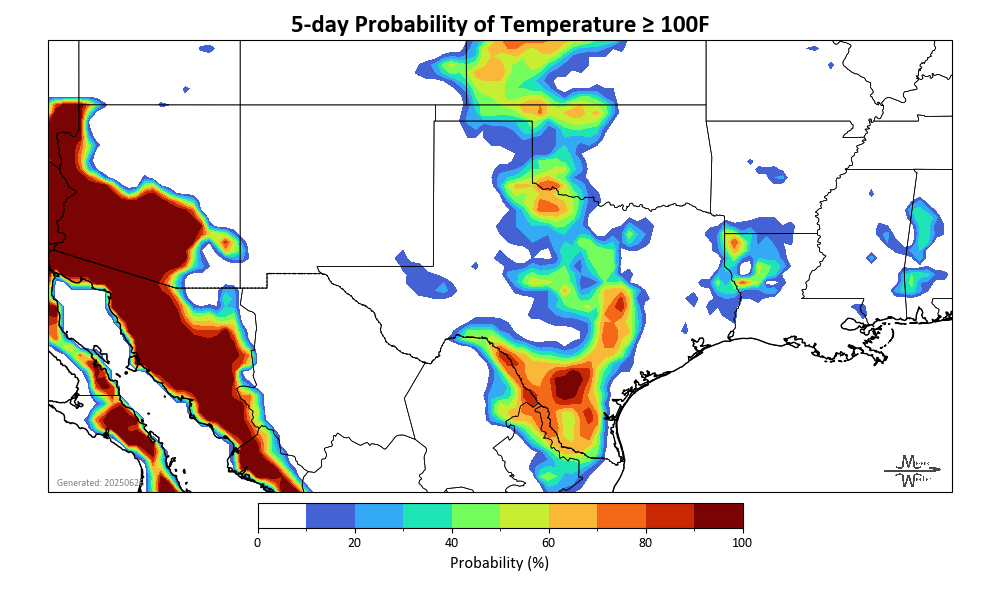 5-day Probability of Temperature ≥ 100F
Generated: 2025062
M
W
0 20 40 60 80 100
Probability (%)